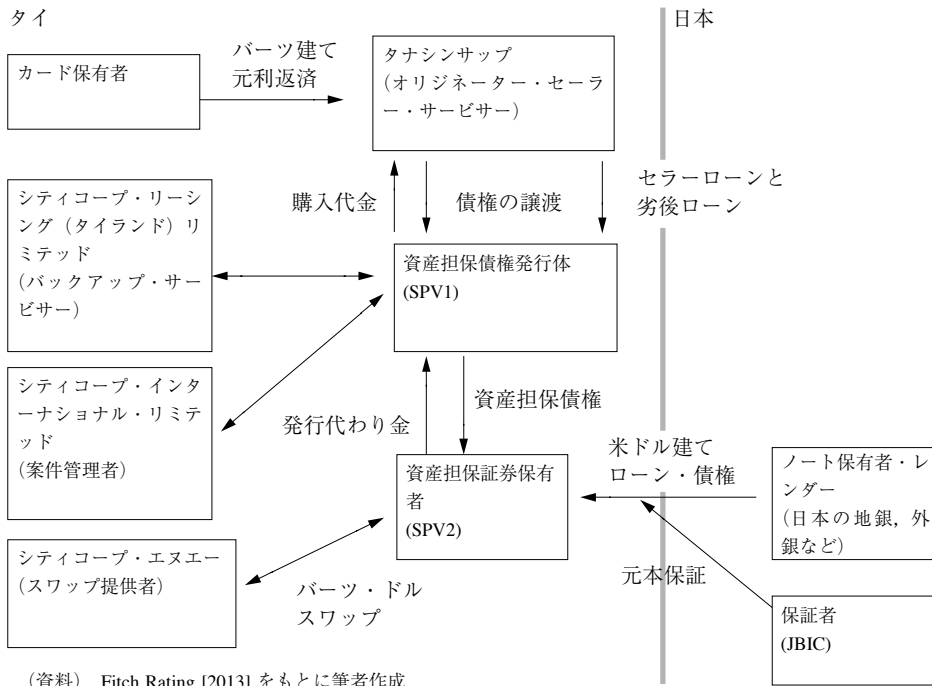 タイ
日本
カード保有者
バーツ建て
元利返済
タナシンサップ
(オリジネーター・セーラ
ー・サービサー)
シティコープ・リーシ
ング(タイランド)リ
ミテッド
(バックアップ・サー
ビサー)
購入代金
債権の譲渡
セラーローンと
劣後ローン
資産担保債権発行体
(SPV1)
シティコープ・インタ
ーナショナル・リミテ
ッド
(案件管理者)
発行代わり金
資産担保債権
資産担保証券保有
者
(SPV2)
米ドル建て
ローン・債権
ノート保有者・レ
ンダー
(日本の地銀,外
銀など)
シティコープ・エヌエー
(スワップ提供者)
バーツ・ドル
スワップ
元本保証
保証者
(JBIC)
(資料) Fitch Rating [2013] をもとに筆者作成